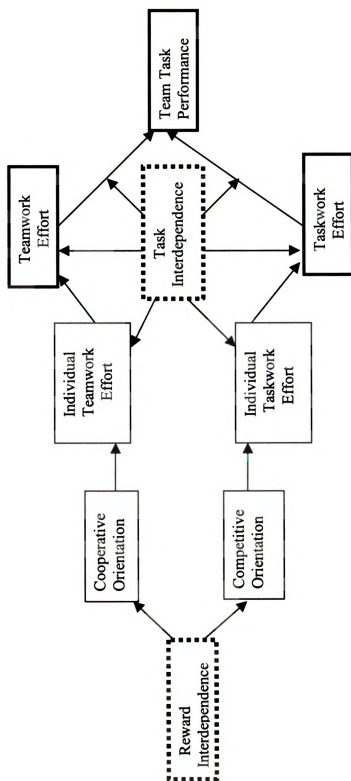 Reward
Interdependence
Cooperative
Orientation
Competitive
Orientation
Individual
Teamwork
Effort
Individual
Taskwork
Effort
Teamwork
Effort
Task
Interdependence
Taskwork
Effort
Team Task
Performance